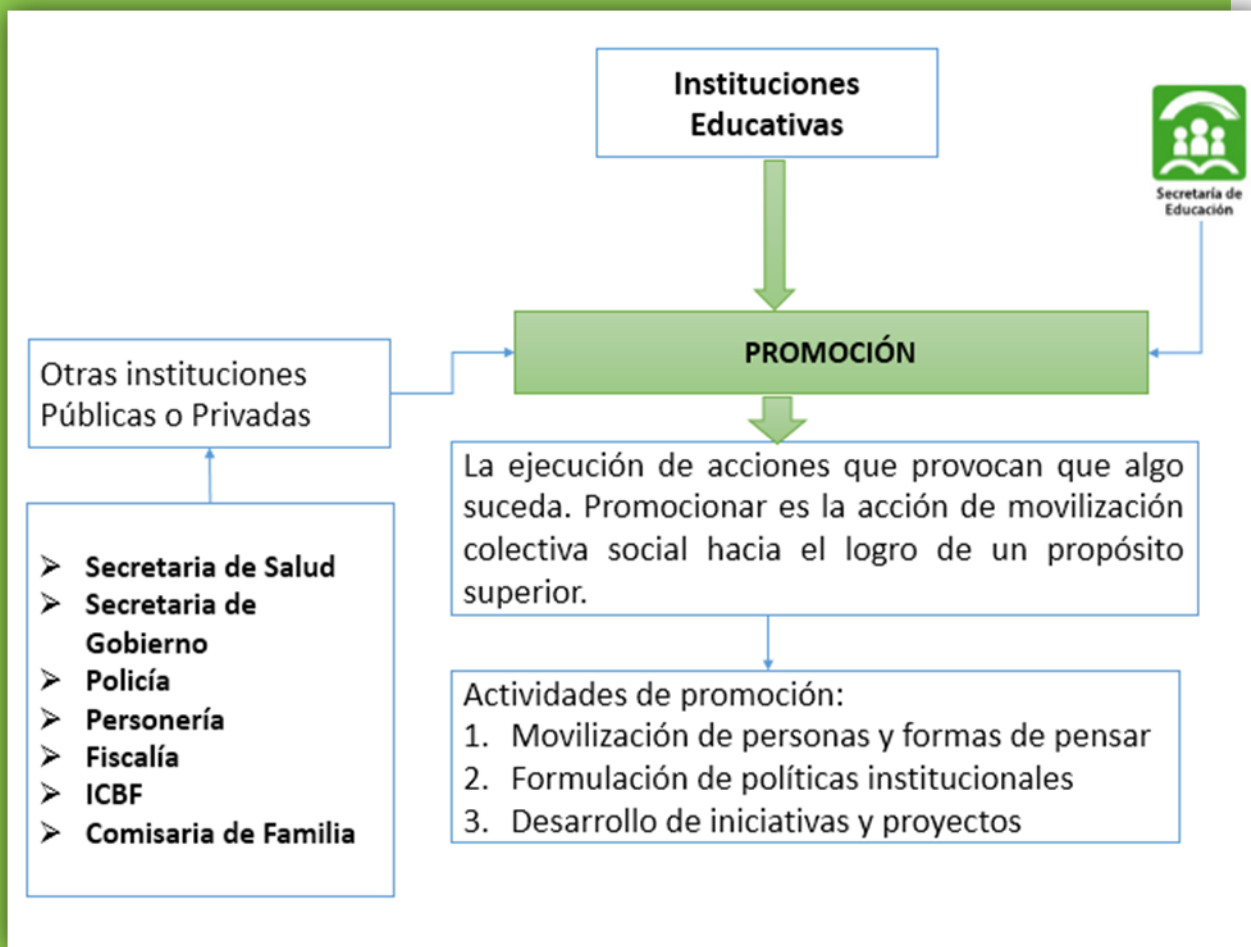 Instituciones
Educativas
Secretaría de
Educación
PROMOCIÓN
Otras instituciones
Públicas o Privadas
La ejecución de acciones que provocan que algo
suceda. Promocionar es la acción de movilización
colectiva social hacia el logro de un propósito
superior.
➢ Secretaria de Salud
➢ Secretaria de
Gobierno
➢ Policía
➢ Personería
➢ Fiscalía
➢ ICBF
➢ Comisaria de Familia
Actividades de promoción:
1. Movilización de personas y formas de pensar
2. Formulación de políticas institucionales
3. Desarrollo de iniciativas y proyectos